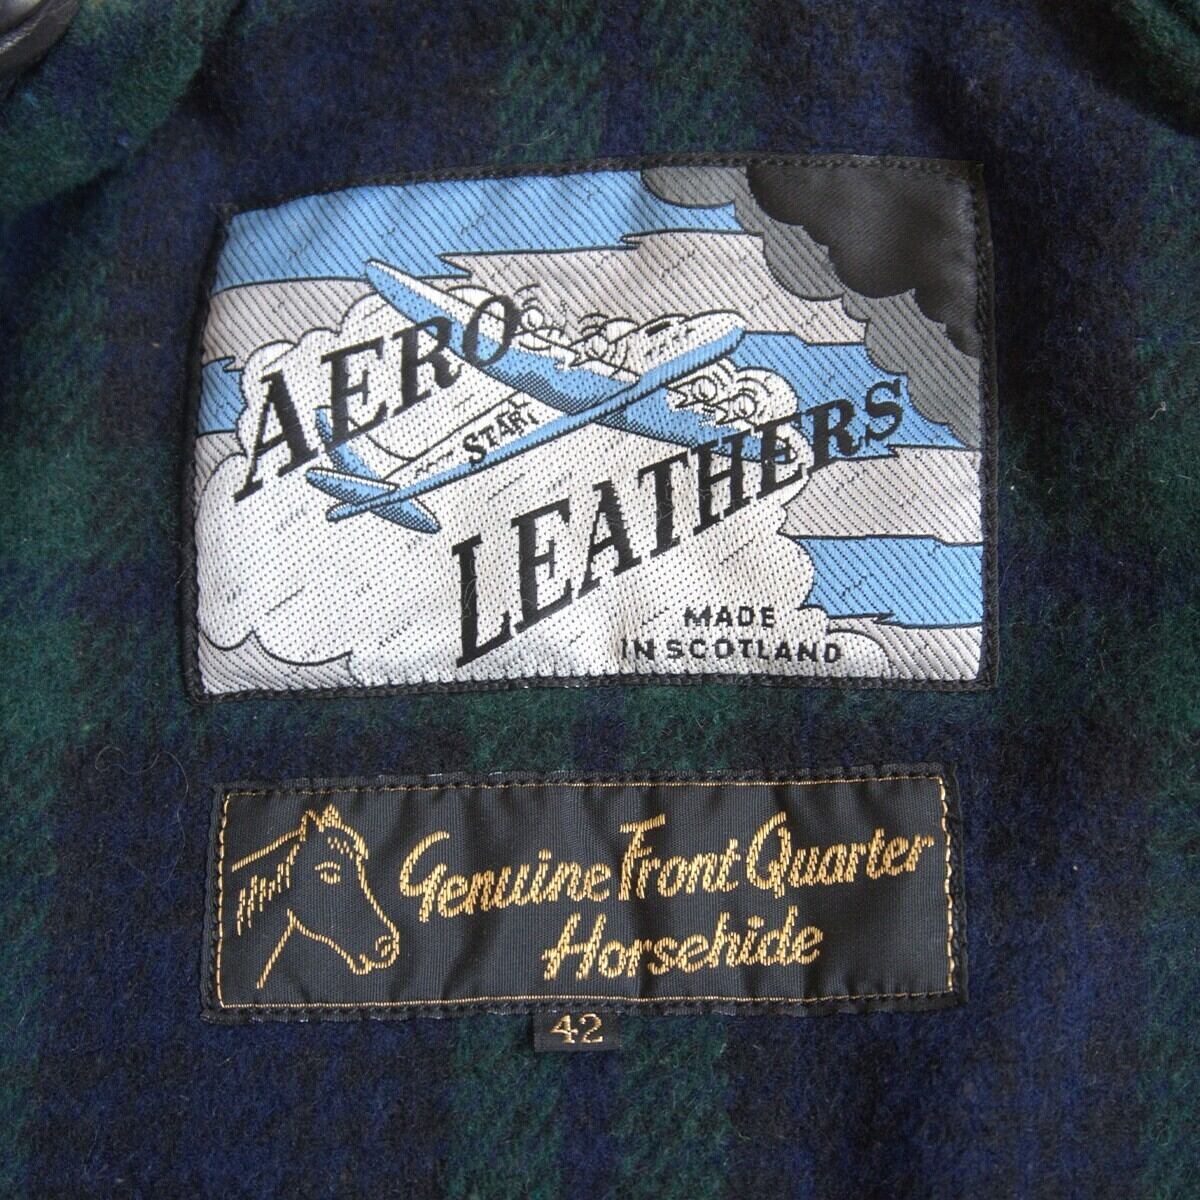 AERO
START
LEATHERS
MADE
IN SCOTLAND
Genuine Front Quarter
Horsehide
42